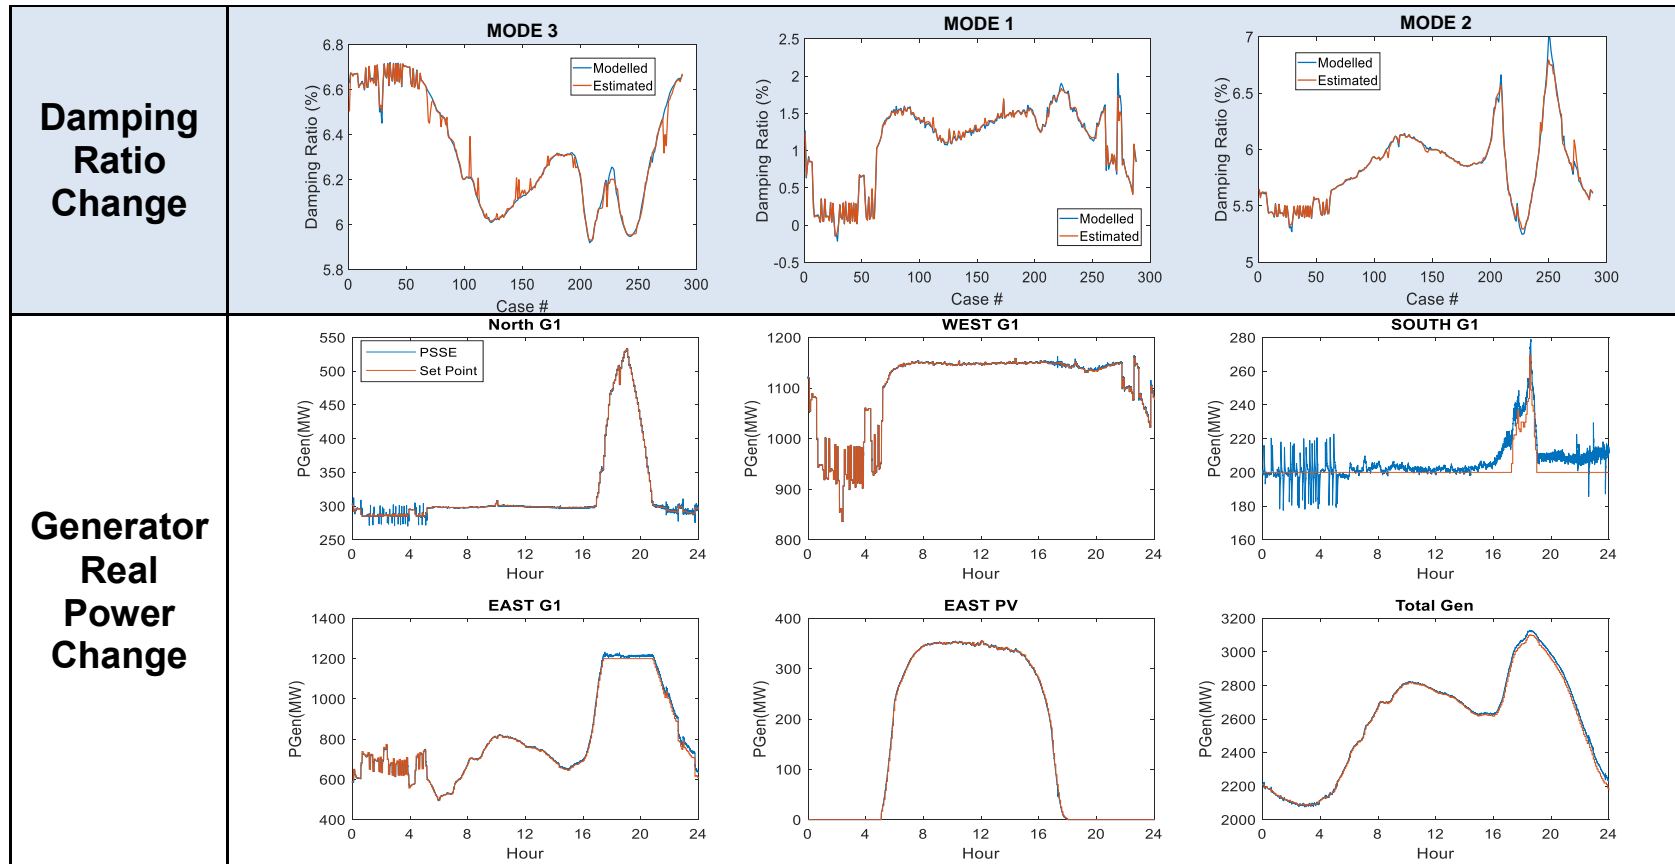 Damping
Ratio
Change
MODE 3
Damping Ratio (%)
6.8
6.6
6.4
6.2
6
5.8
Modelled
Estimated
0 50 100 150 200 250 300
Case #
MODE 1
Damping Ratio (%)
2.5
2
1.5
1
0.5
0
-0.5
Modelled
Estimated
0 50 100 150 200 250 300
Case #
MODE 2
Damping Ratio (%)
7
6.5
6
5.5
5
Modelled
Estimated
0 50 100 150 200 250 300
Case #
Generator
Real
Power
Change
North G1
PGen(MW)
550
500
450
400
350
300
250
PSSE
Set Point
0 4 8 12 16 20 24
Hour
WEST G1
PGen(MW)
1200
1100
1000
900
800
0 4 8 12 16 20 24
Hour
SOUTH G1
PGen(MW)
280
260
240
220
200
180
160
0 4 8 12 16 20 24
Hour
EAST G1
PGen(MW)
1400
1200
1000
800
600
400
0 4 8 12 16 20 24
Hour
EAST PV
PGen(MW)
400
300
200
100
0
0 4 8 12 16 20 24
Hour
Total Gen
PGen(MW)
3200
3000
2800
2600
2400
2200
2000
0 4 8 12 16 20 24
Hour